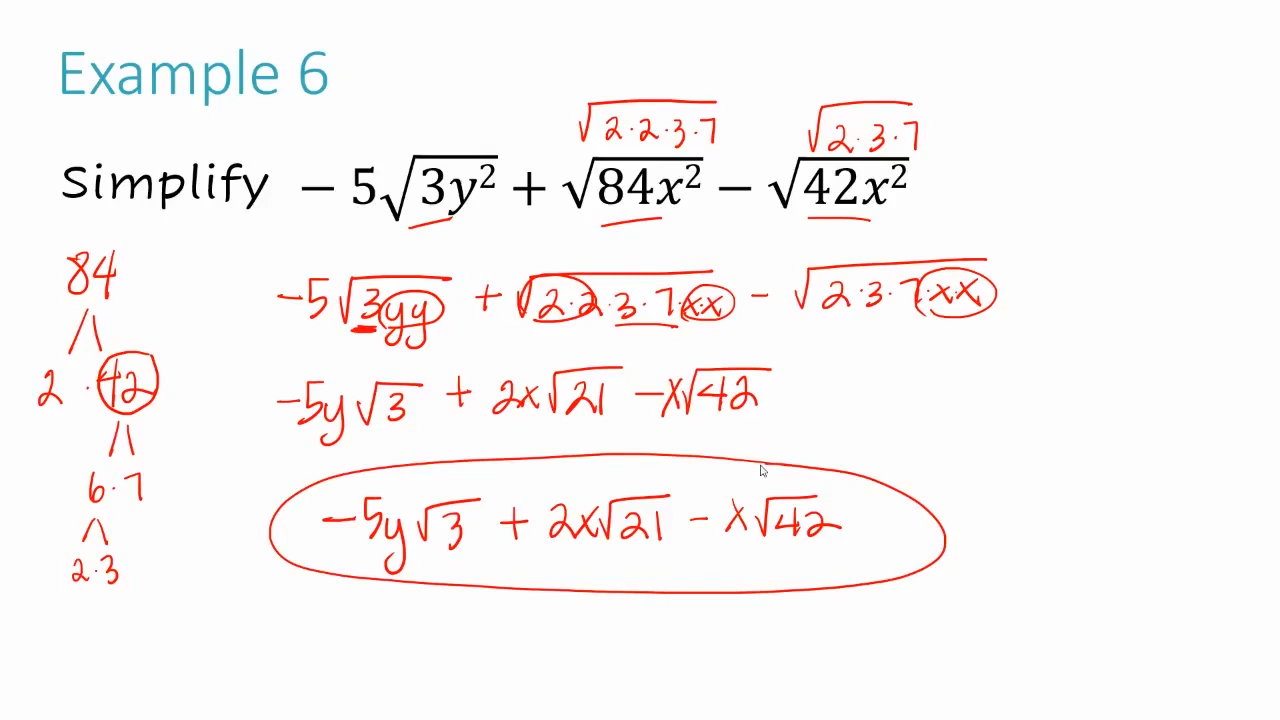 Example 6
√2·2·3·7 √2·3·7
Simplify −5√3y² + √84x² − √42x²
84
−5√3yy + √2·2·3·7·x·x − √2·3·7·x·x
2 · 42
−5y√3 + 2x√21 − x√42
6·7
−5y√3 + 2x√21 − x√42
2·3